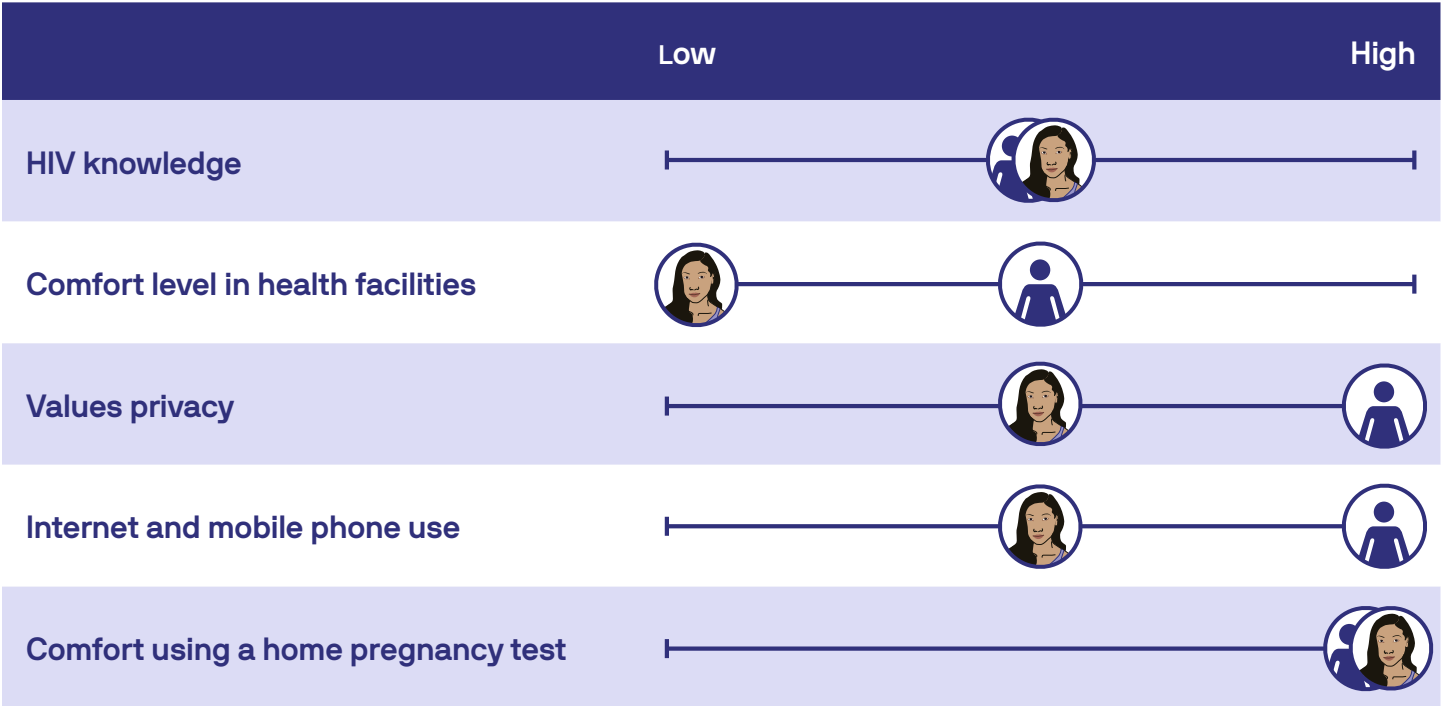 Low High
HIV knowledge
Comfort level in health facilities
Values privacy
Internet and mobile phone use
Comfort using a home pregnancy test